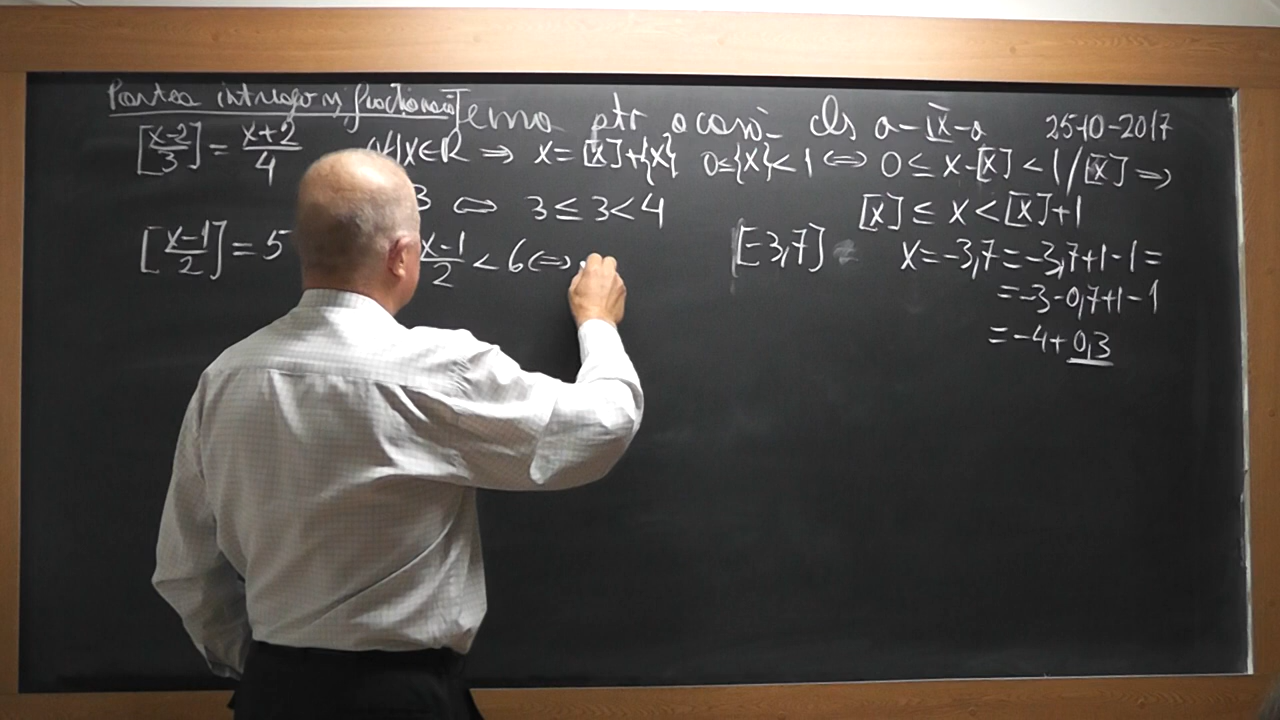 Partea întreagă și fracționară Temă ptr acasă cls a-IX-a 25-10-2017
[x-2/3] = x+2/4 (∀)x∈R ⇒ x=[x]+{x} 0≤{x}<1 ⇔ 0≤x-[x]<1/[x] ⇒
3 ⇔ 3≤3<4 [x]≤x<[x]+1
[x-1/2]=5 x-1/2<6⇔ [-3,7] = x=-3,7=-3,7+1-1=
=-3-0,7+1-1
=-4+0,3